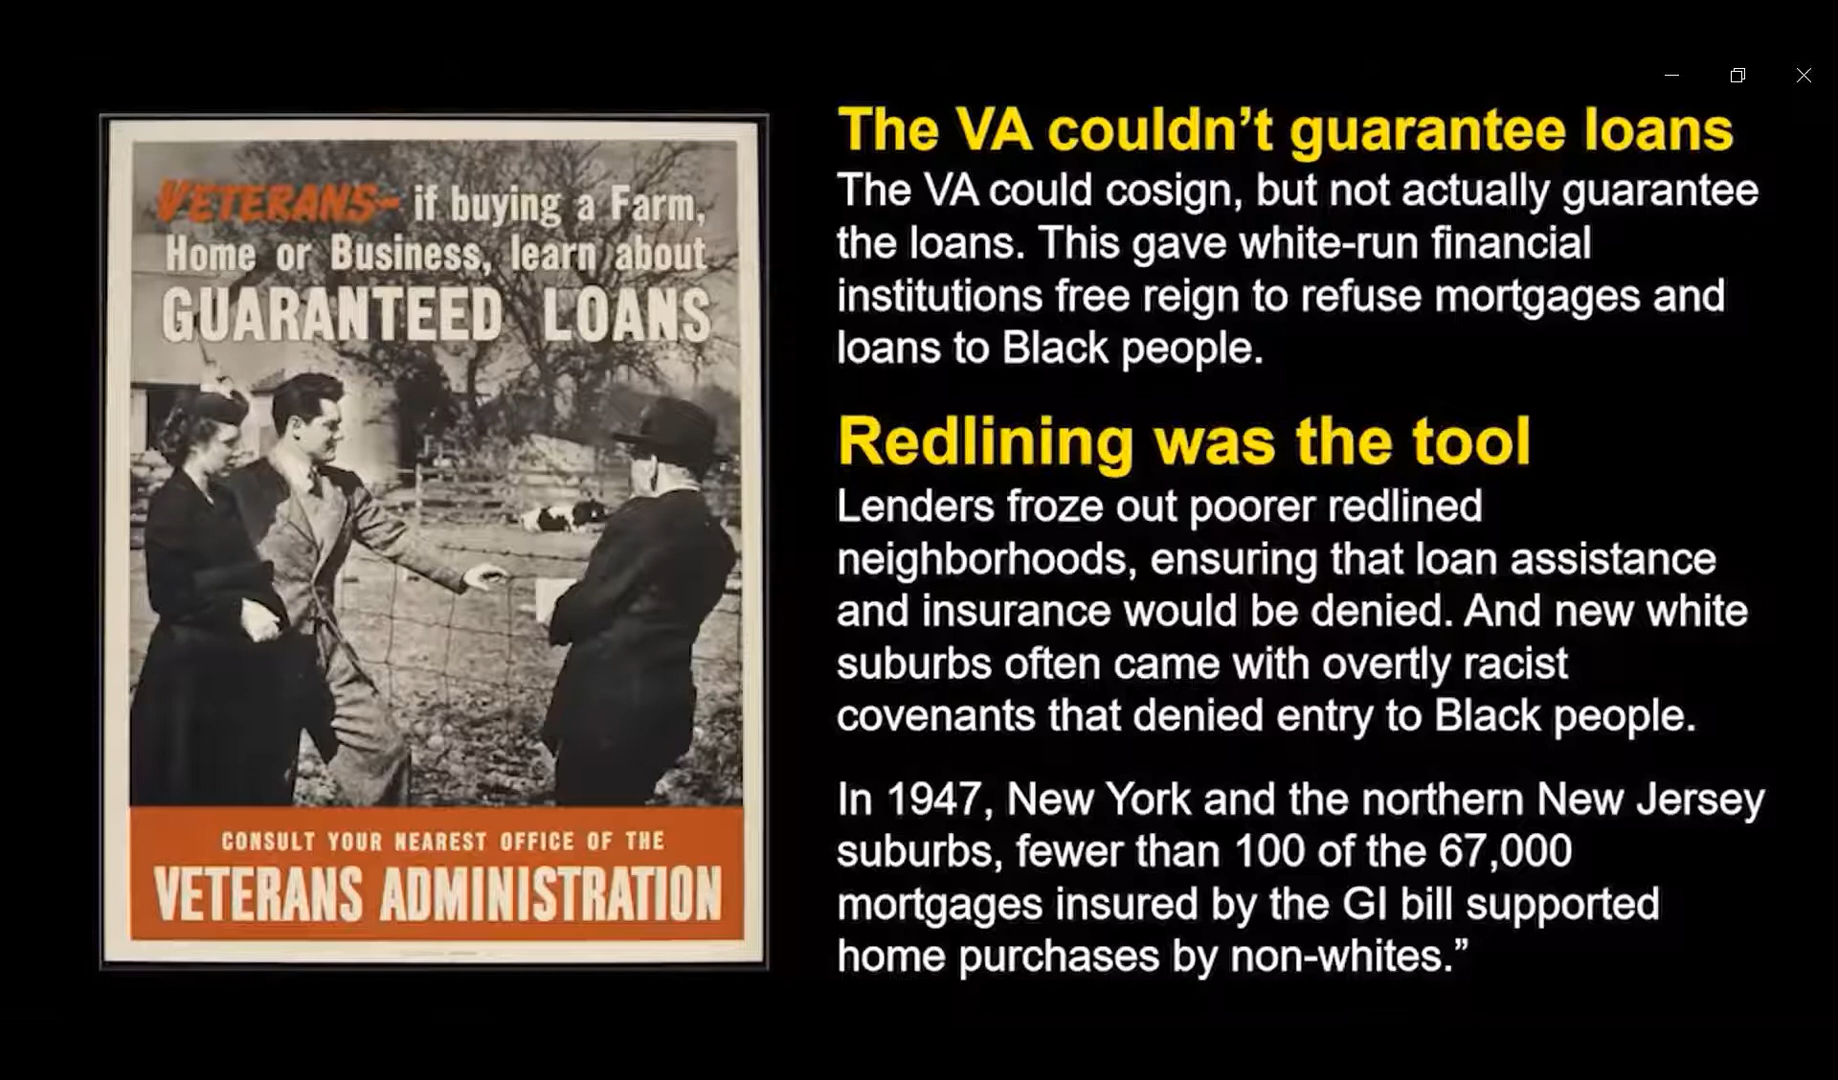 VETERANS- if buying a Farm,
Home or Business, learn about
GUARANTEED LOANS
CONSULT YOUR NEAREST OFFICE OF THE
VETERANS ADMINISTRATION
The VA couldn’t guarantee loans
The VA could cosign, but not actually guarantee
the loans. This gave white-run financial
institutions free reign to refuse mortgages and
loans to Black people.
Redlining was the tool
Lenders froze out poorer redlined
neighborhoods, ensuring that loan assistance
and insurance would be denied. And new white
suburbs often came with overtly racist
covenants that denied entry to Black people.
In 1947, New York and the northern New Jersey
suburbs, fewer than 100 of the 67,000
mortgages insured by the GI bill supported
home purchases by non-whites.”